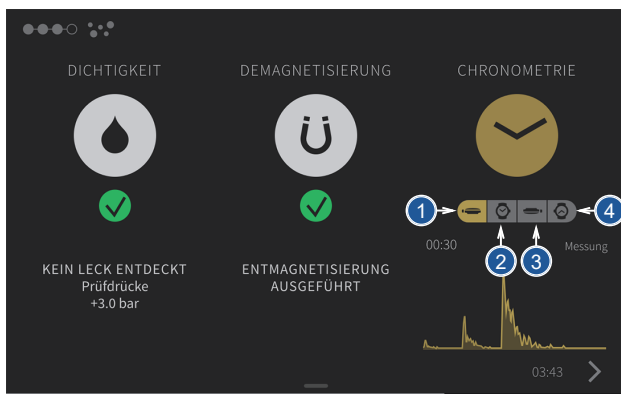 DICHTIGKEIT
DEMAGNETISIERUNG
CHRONOMETRIE
1
4
00:30
Messung
2
3
KEIN LECK ENTDECKT
Prüfdrücke
+3.0 bar
ENTMAGNETISIERUNG
AUSGEFÜHRT
03:43